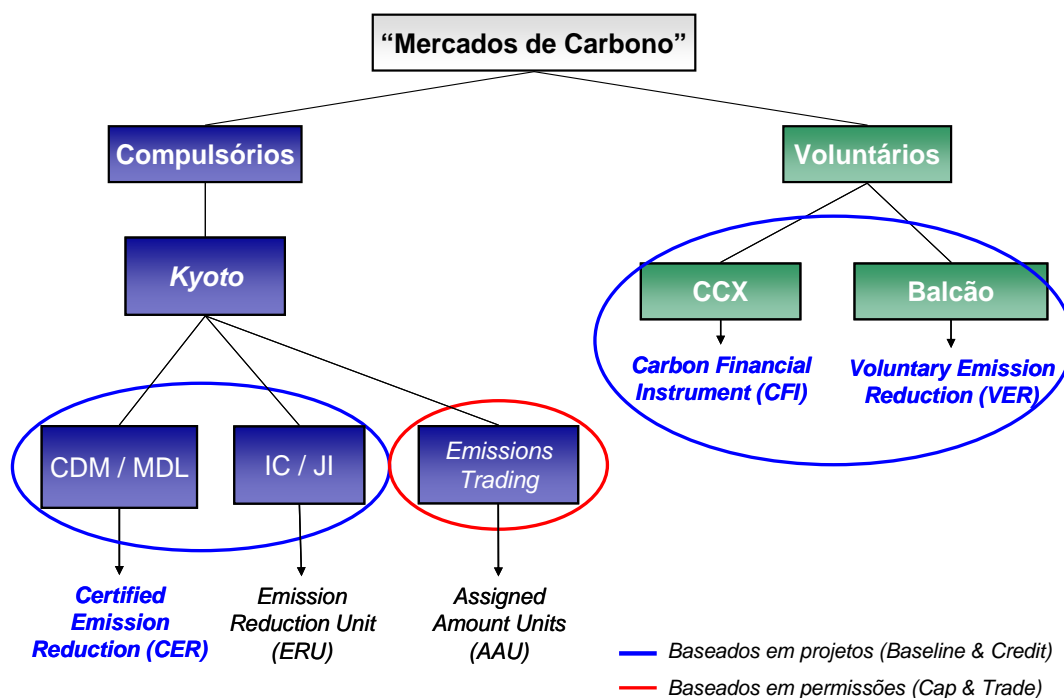 “Mercados de Carbono”
Compulsórios
Voluntários
Kyoto
CCX
Balcão
Carbon Financial
Instrument (CFI)
Voluntary Emission
Reduction (VER)
CDM / MDL
IC / JI
Emissions
Trading
Certified
Emission
Reduction (CER)
Emission
Reduction Unit
(ERU)
Assigned
Amount Units
(AAU)
Baseados em projetos (Baseline & Credit)
Baseados em permissões (Cap & Trade)